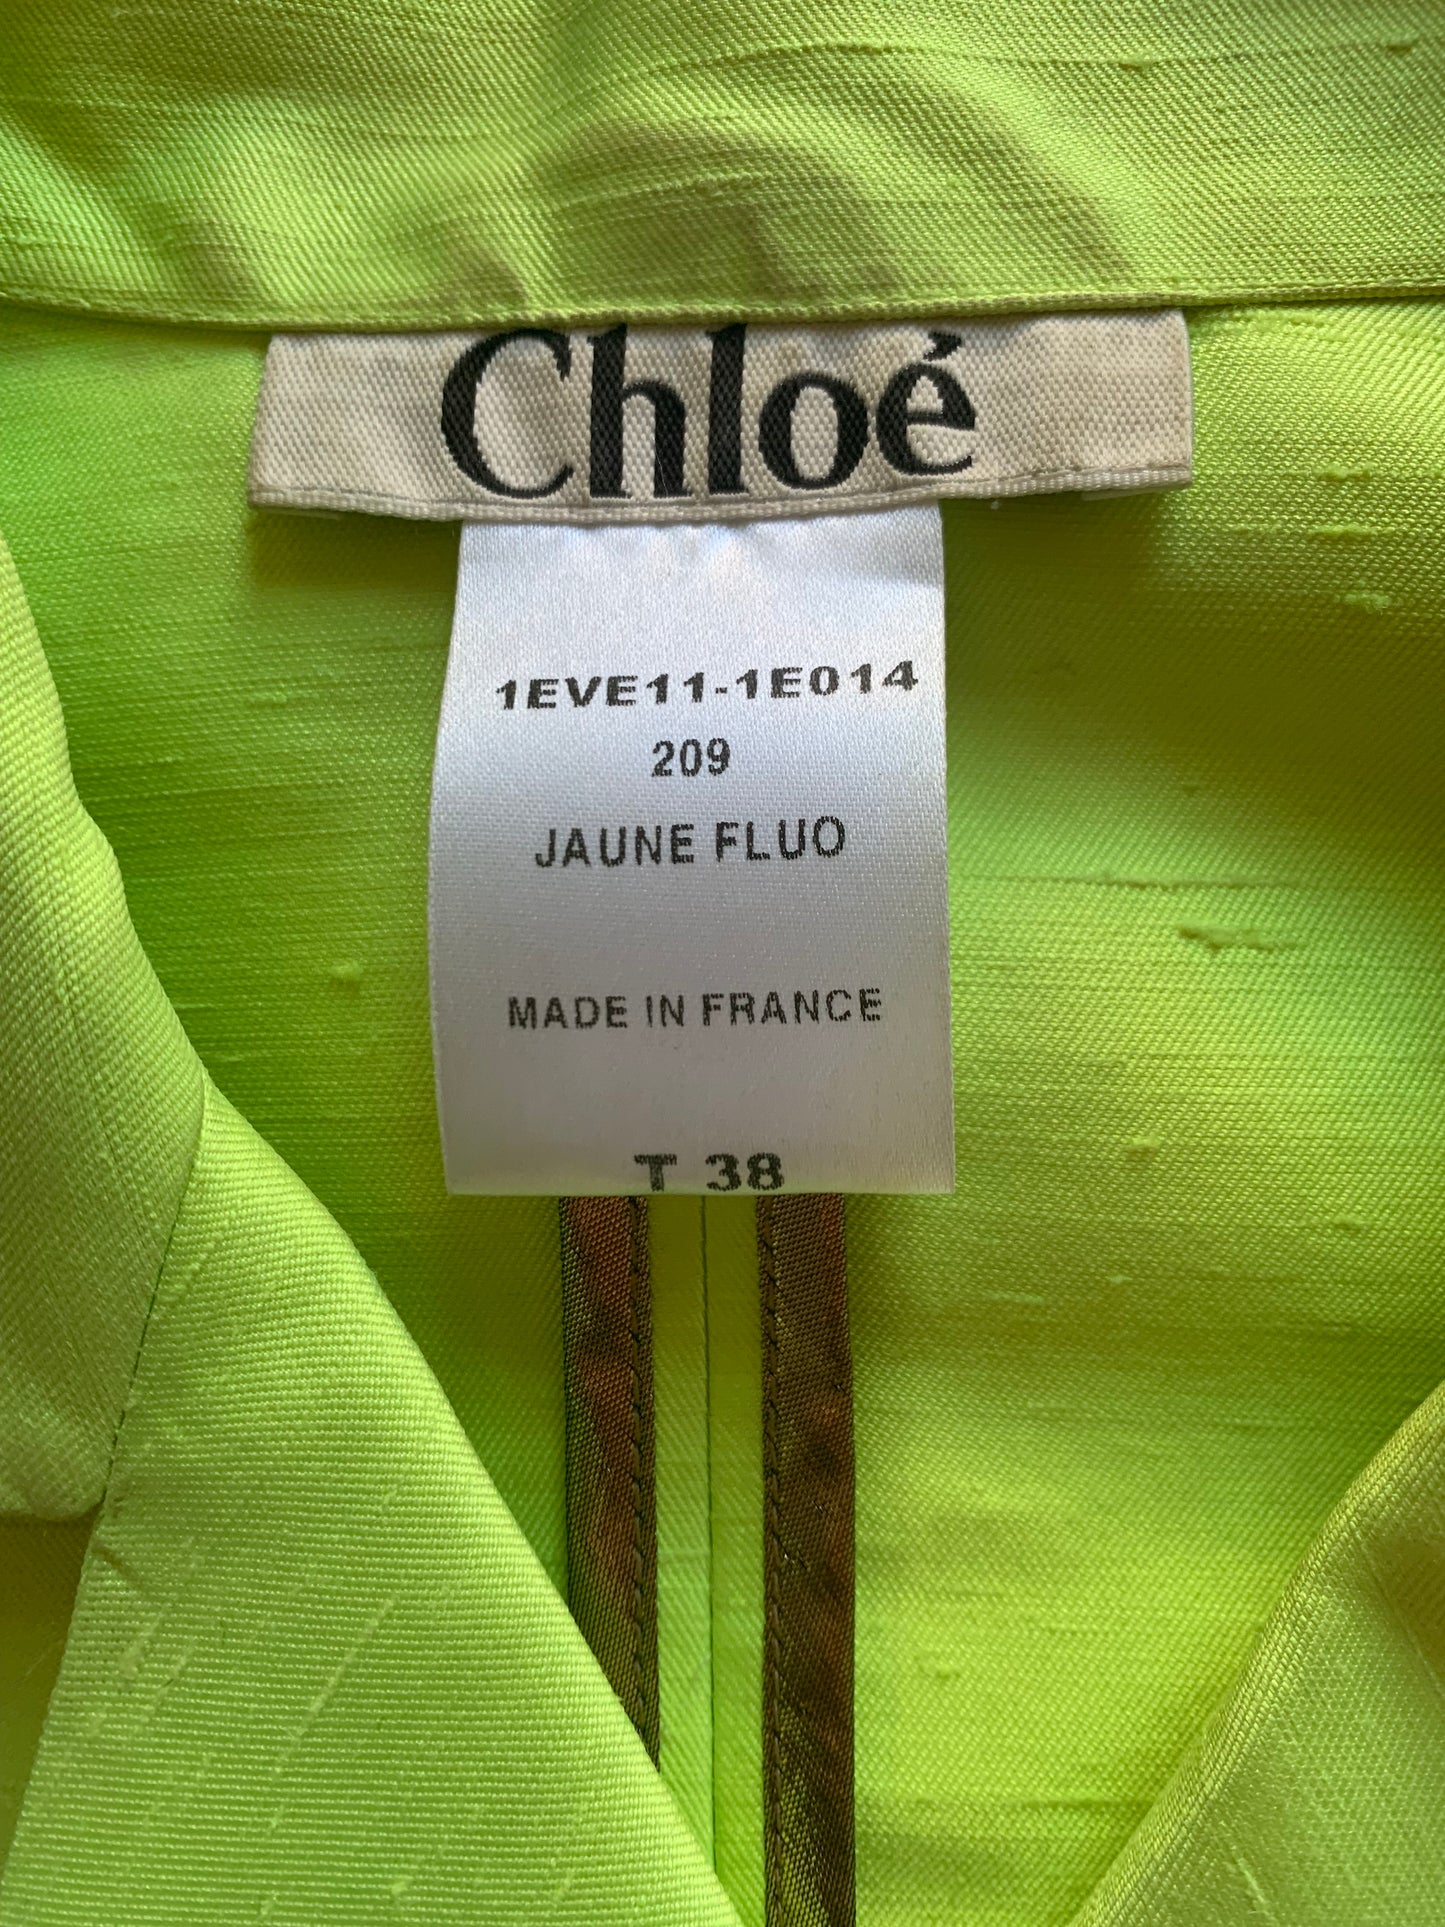 Chloé
1EVE11-1E014
209
JAUNE FLUO
MADE IN FRANCE
T 38